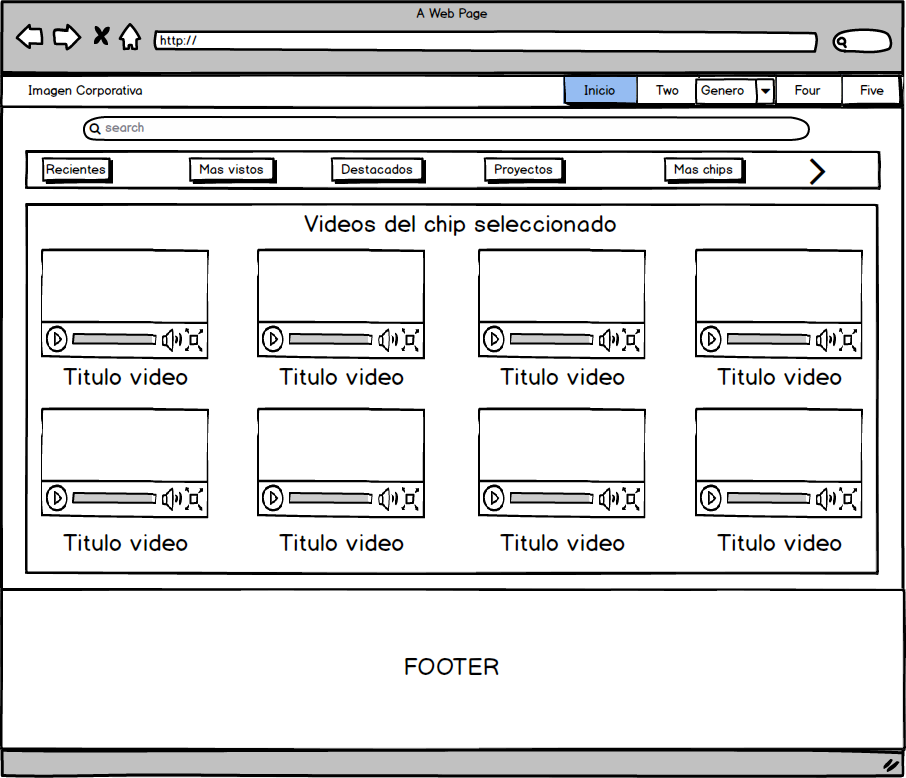 A Web Page
http://
Imagen Corporativa Inicio Two Genero Four Five
search
Recientes Mas vistos Destacados Proyectos Mas chips
Videos del chip seleccionado
Titulo video Titulo video Titulo video Titulo video
Titulo video Titulo video Titulo video Titulo video
FOOTER